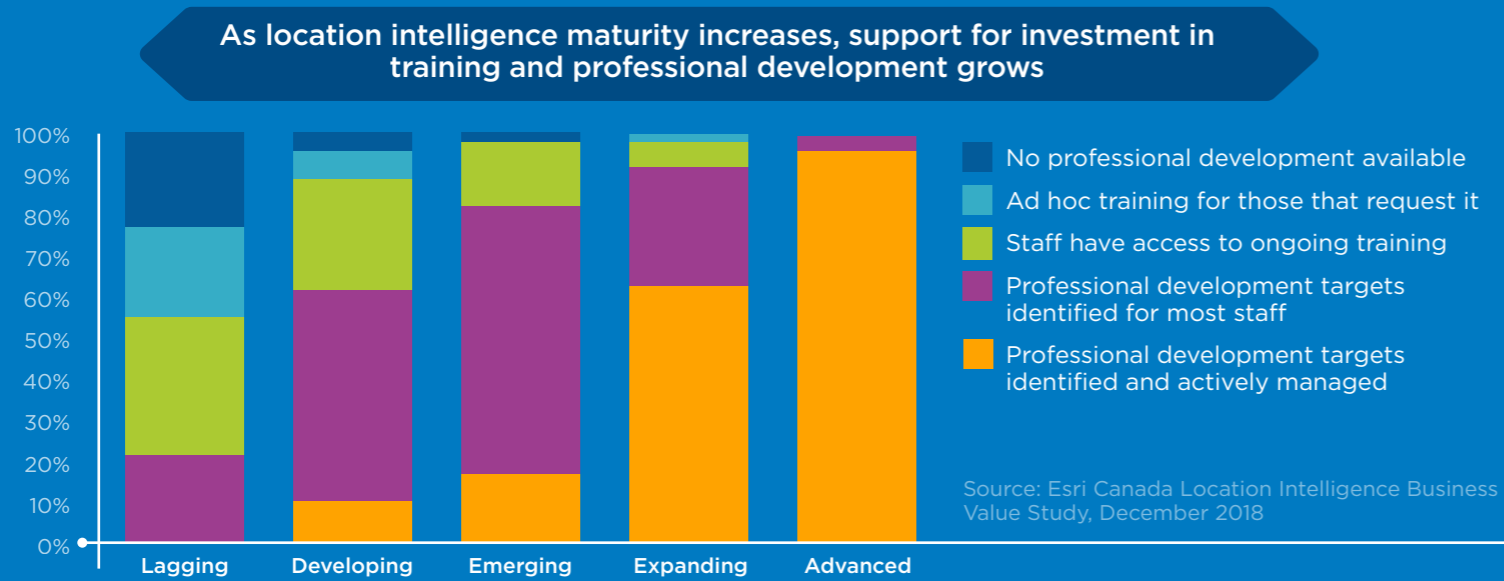 As location intelligence maturity increases, support for investment in
training and professional development grows
100%
90%
80%
70%
60%
50%
40%
30%
20%
10%
0%
Lagging
Developing
Emerging
Expanding
Advanced
No professional development available
Ad hoc training for those that request it
Staff have access to ongoing training
Professional development targets
identified for most staff
Professional development targets
identified and actively managed
Source: Esri Canada Location Intelligence Business
Value Study, December 2018